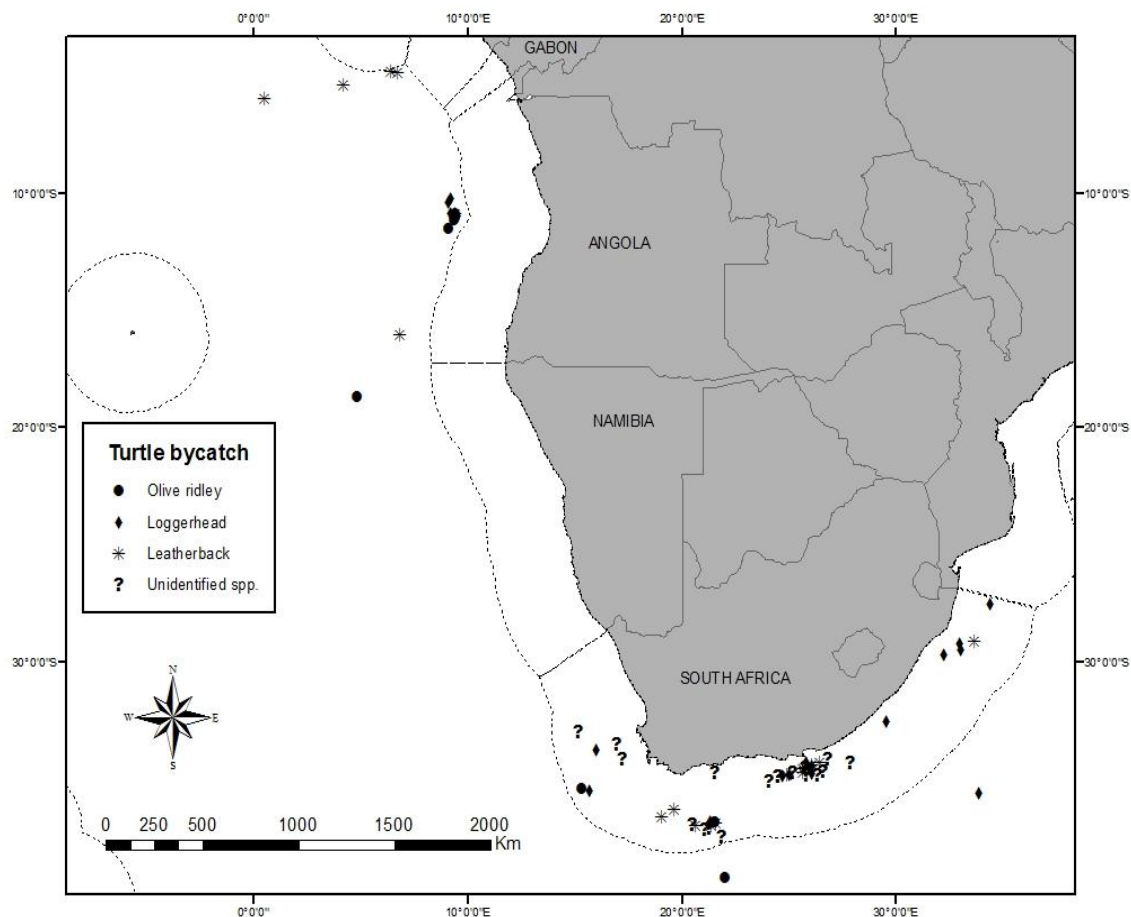 0°0'0" 10°0'0"E 20°0'0"E 30°0'0"E
GABON
10°0'0"S 10°0'0"S
ANGOLA
NAMIBIA
20°0'0"S 20°0'0"S
Turtle bycatch
Olive ridley
Loggerhead
Leatherback
? Unidentified spp.
30°0'0"S 30°0'0"S
SOUTH AFRICA
N
W E
S
0 250 500 1000 1500 2000
Km
0°0'0" 10°0'0"E 20°0'0"E 30°0'0"E